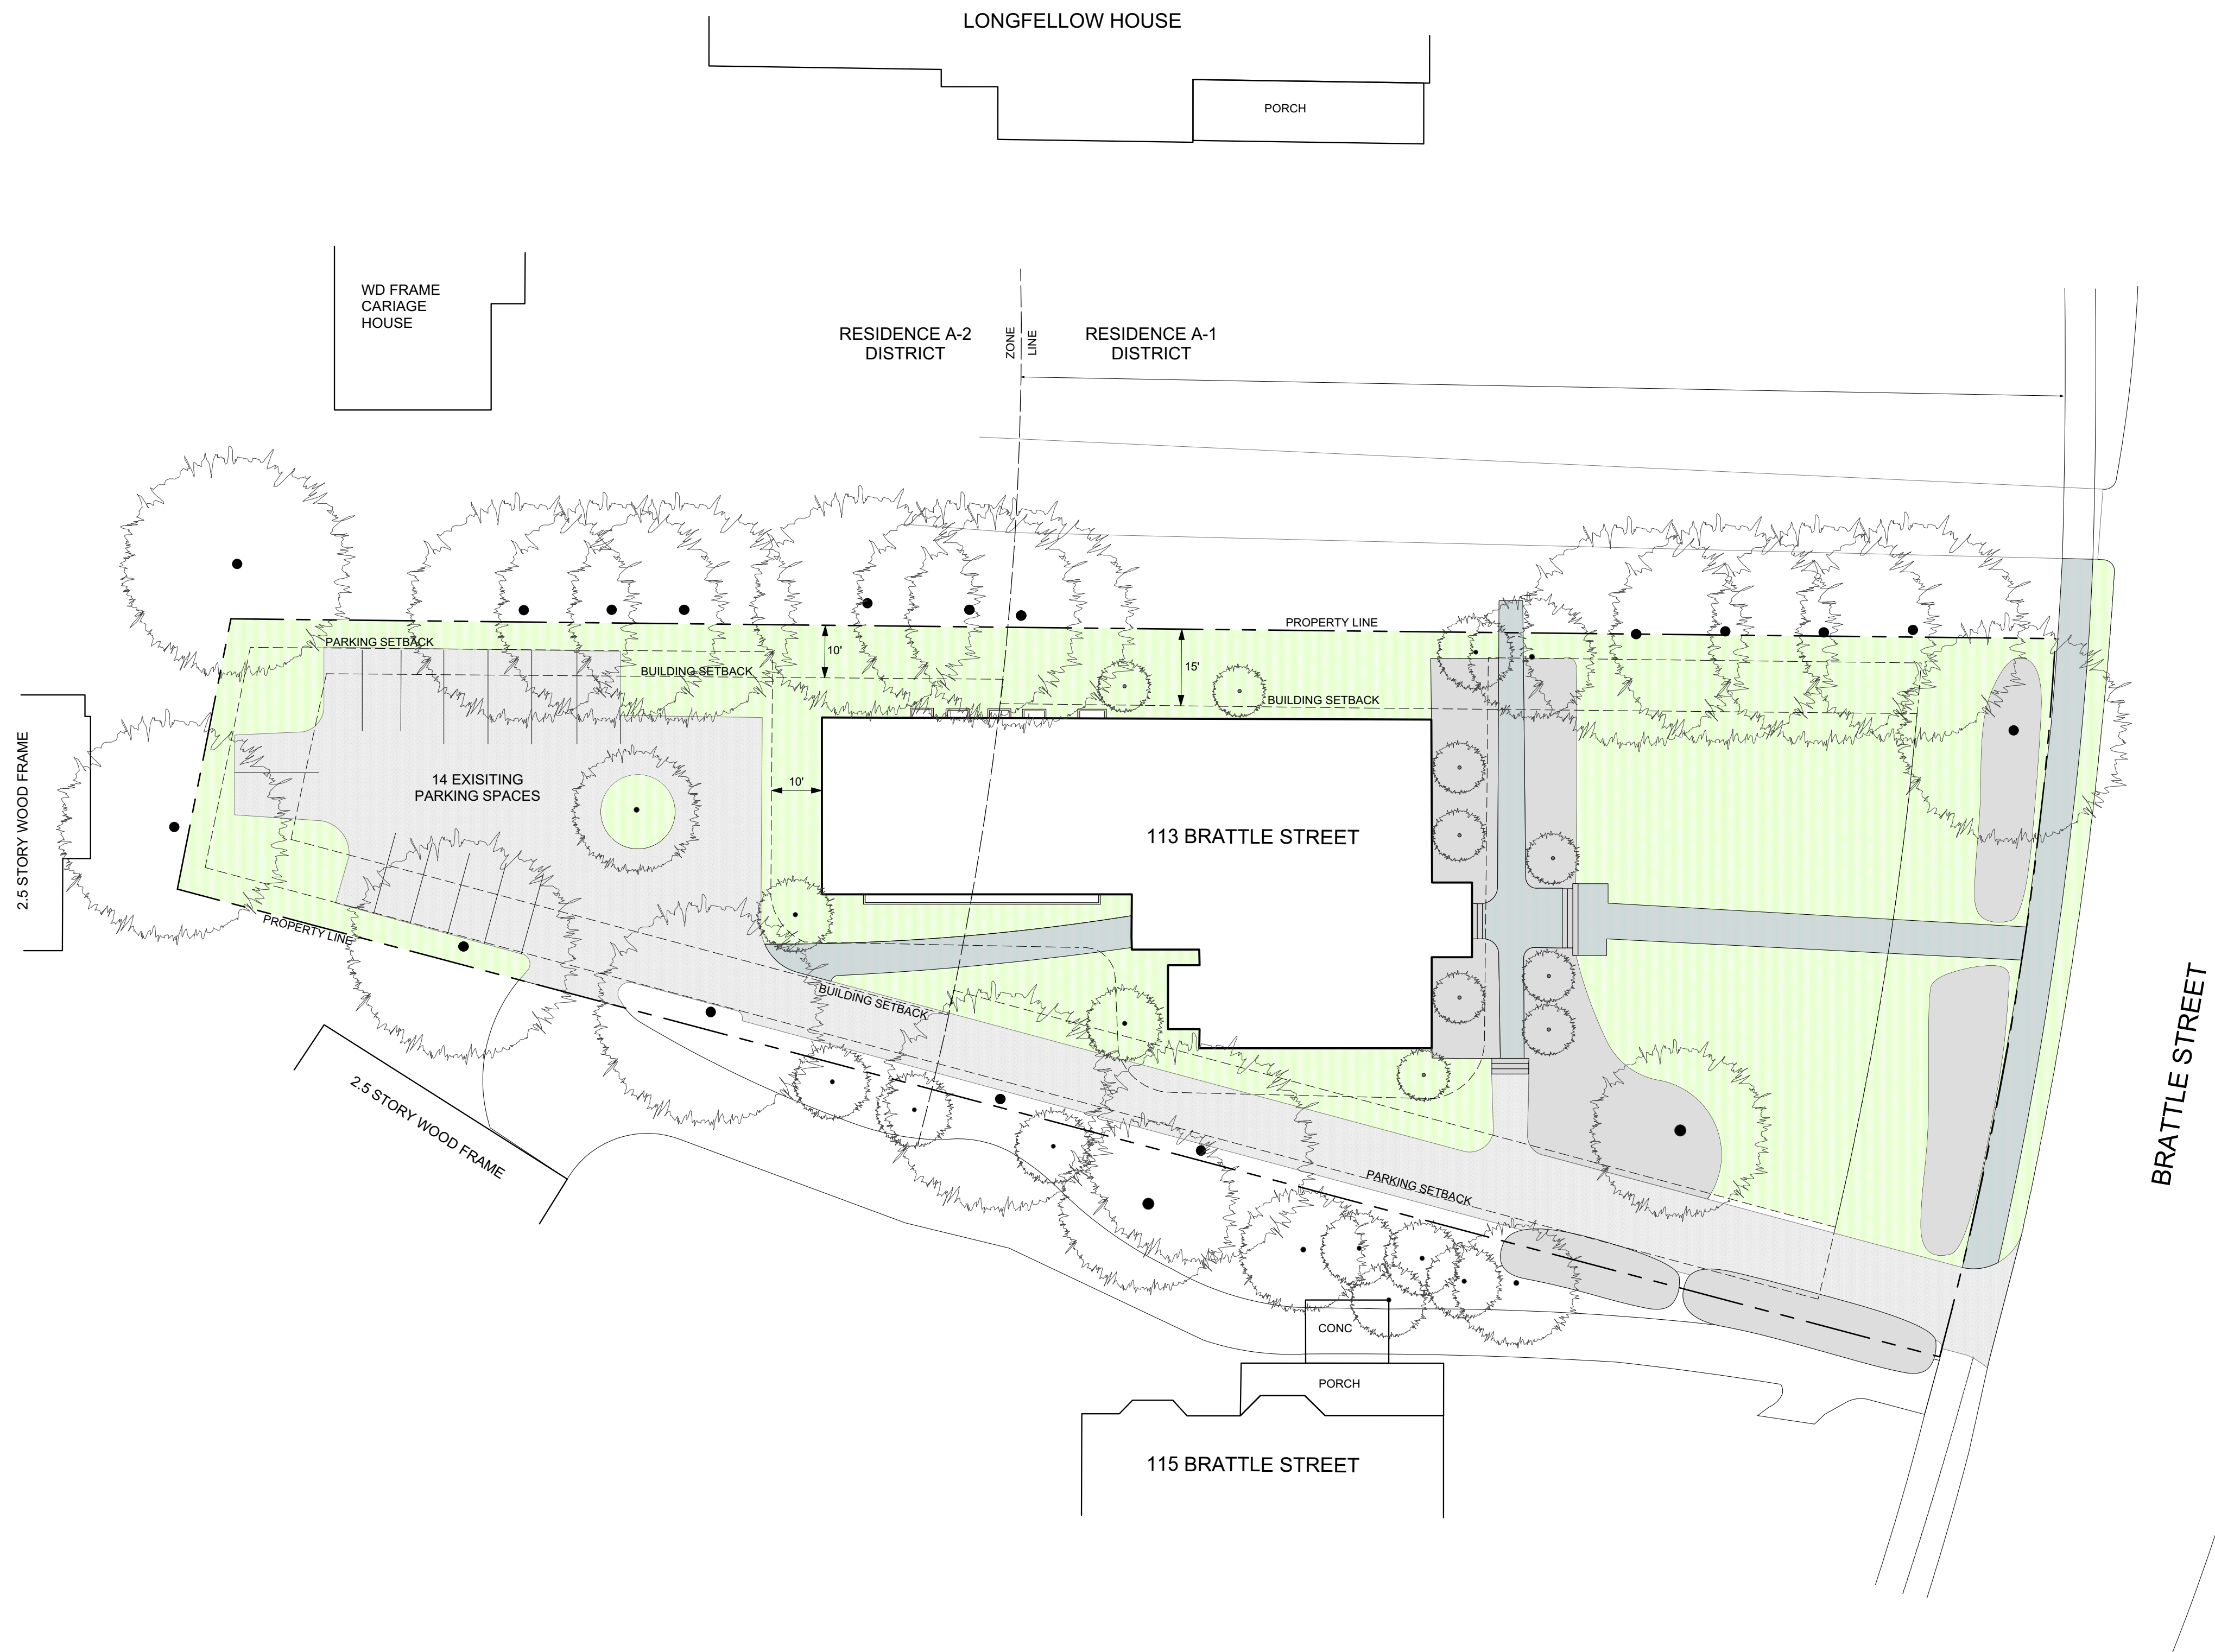 LONGFELLOW HOUSE
PORCH
WD FRAME
CARIAGE
HOUSE
RESIDENCE A-2
DISTRICT
ZONE
LINE
RESIDENCE A-1
DISTRICT
PROPERTY LINE
PARKING SETBACK
10'
BUILDING SETBACK
15'
BUILDING SETBACK
2.5 STORY WOOD FRAME
14 EXISITING
PARKING SPACES
10'
113 BRATTLE STREET
PROPERTY LINE
BUILDING SETBACK
2.5 STORY WOOD FRAME
PARKING SETBACK
BRATTLE STREET
CONC
PORCH
115 BRATTLE STREET